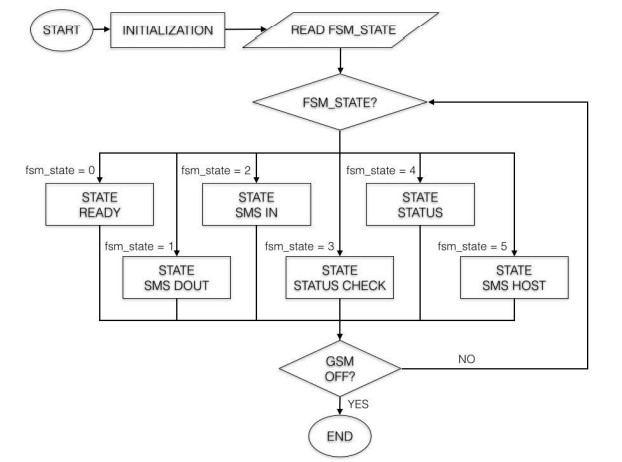 START
INITIALIZATION
READ FSM_STATE
FSM_STATE?
fsm_state = 0
fsm_state = 2
fsm_state = 4
STATE
READY
STATE
SMS IN
STATE
STATUS
fsm_state = 1
fsm_state = 3
fsm_state = 5
STATE
SMS DOUT
STATE
STATUS CHECK
STATE
SMS HOST
GSM
OFF?
NO
YES
END